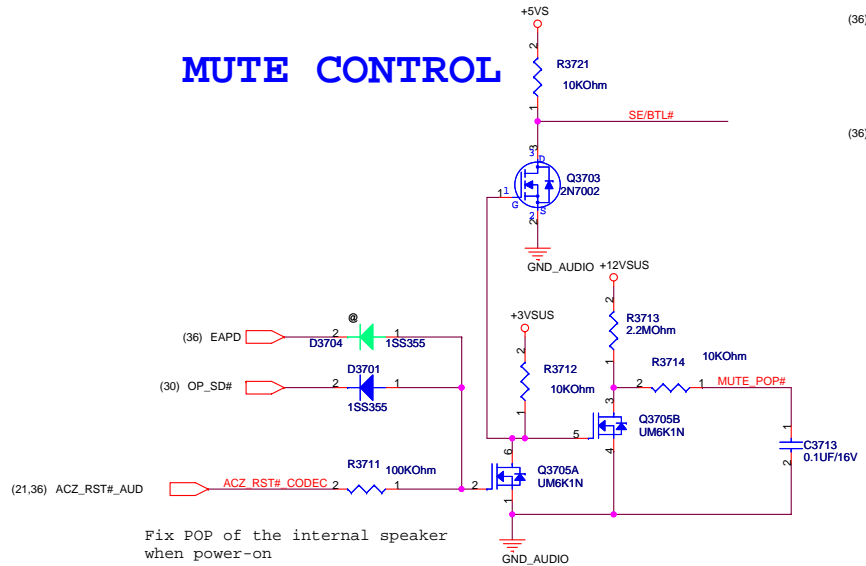 +5VS
(36)
MUTE CONTROL
2
R3721
10KOhm
1
SE/BTL#
(36)
3
3
D
Q3703
2N7002
1
1
G
S
2
2
GND_AUDIO
+12VSUS
+3VSUS
2
R3713
2.2MOhm
1
@
(36) EAPD
2
1
D3704
1SS355
D3701
(30) OP_SD#
2
1
1SS355
2
R3712
10KOhm
1
R3714
10KOhm
2
1
MUTE_POP#
3
Q3705B
UM6K1N
5
4
1
C3713
0.1UF/16V
2
6
R3711
100KOhm
Q3705A
UM6K1N
(21,36) ACZ_RST#_AUD
ACZ_RST#_CODEC
2
1
2
1
Fix POP of the internal speaker
when power-on
GND_AUDIO